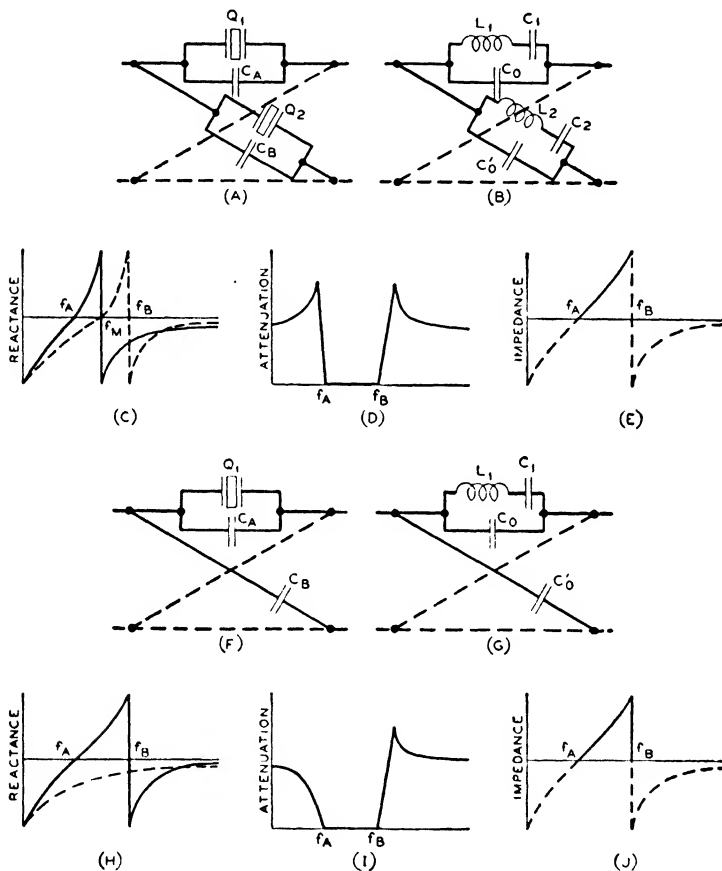 Q1
CA
Q2
CB
(A)
L1
C1
C0
L2
C2
C'0
(B)
REACTANCE
fA
fM
fB
(C)
ATTENUATION
fA
fB
(D)
IMPEDANCE
fA
fB
(E)
Q1
CA
CB
(F)
L1
C1
C0
C'0
(G)
REACTANCE
fA
fB
(H)
ATTENUATION
fA
fB
(I)
IMPEDANCE
fA
fB
(J)